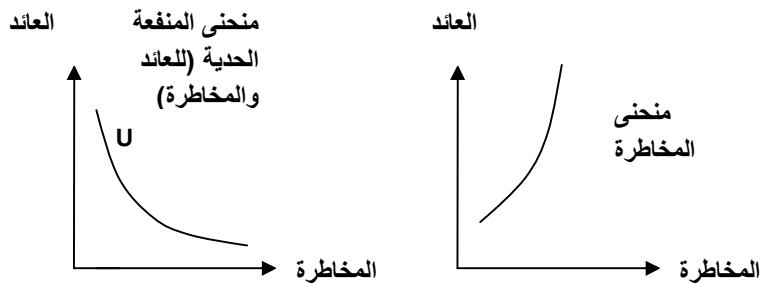 العائد
منحنى
المخاطرة
المخاطرة
منحنى المنفعة
الحدية (للعائد
والمخاطرة)
العائد
U
المخاطرة